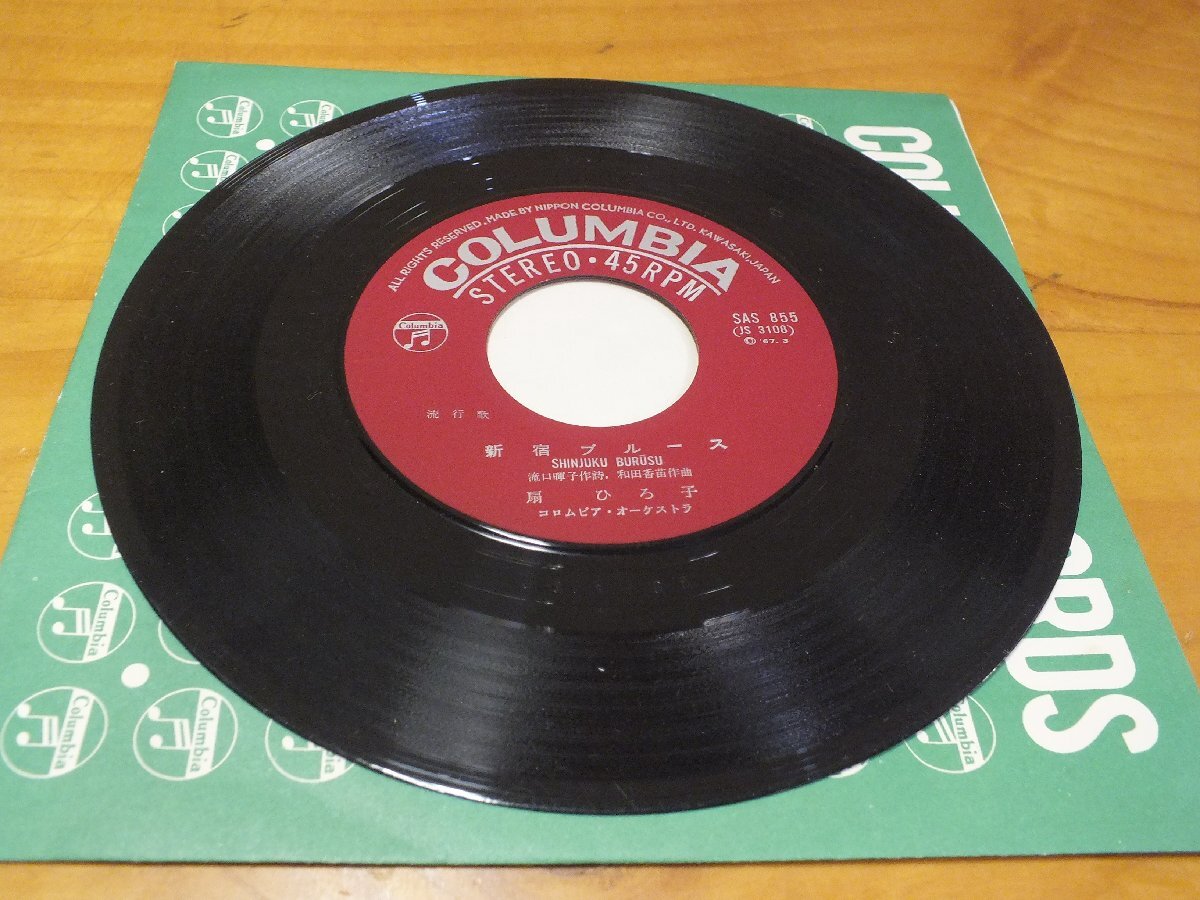 ALL RIGHTS RESERVED. MADE BY NIPPON COLUMBIA CO., LTD. KAWASAKI, JAPAN
COLUMBIA
STEREO・45RPM
Columbia
SAS 855
(JS 3108)
Ⓟ '67. 3
流行歌
新宿ブルース
SHINJUKU BURŪSU
滝口暉子作詩, 和田香苗作曲
扇 ひろ子
コロムビア・オーケストラ
Columbia
Columbia
Columbia
Columbia